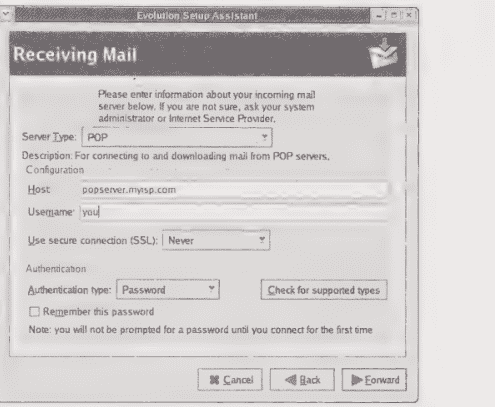 Evolution Setup Assistant
Receiving Mail
Please enter information about your incoming mail
server below. If you are not sure, ask your system
administrator or Internet Service Provider.
Server Type: POP
Description: For connecting to and downloading mail from POP servers.
Configuration
Host: popserver.myisp.com
Username: you
Use secure connection (SSL): Never
Authentication
Authentication type: Password Check for supported types
Remember this password
Note: you will not be prompted for a password until you connect for the first time
Cancel Back Forward